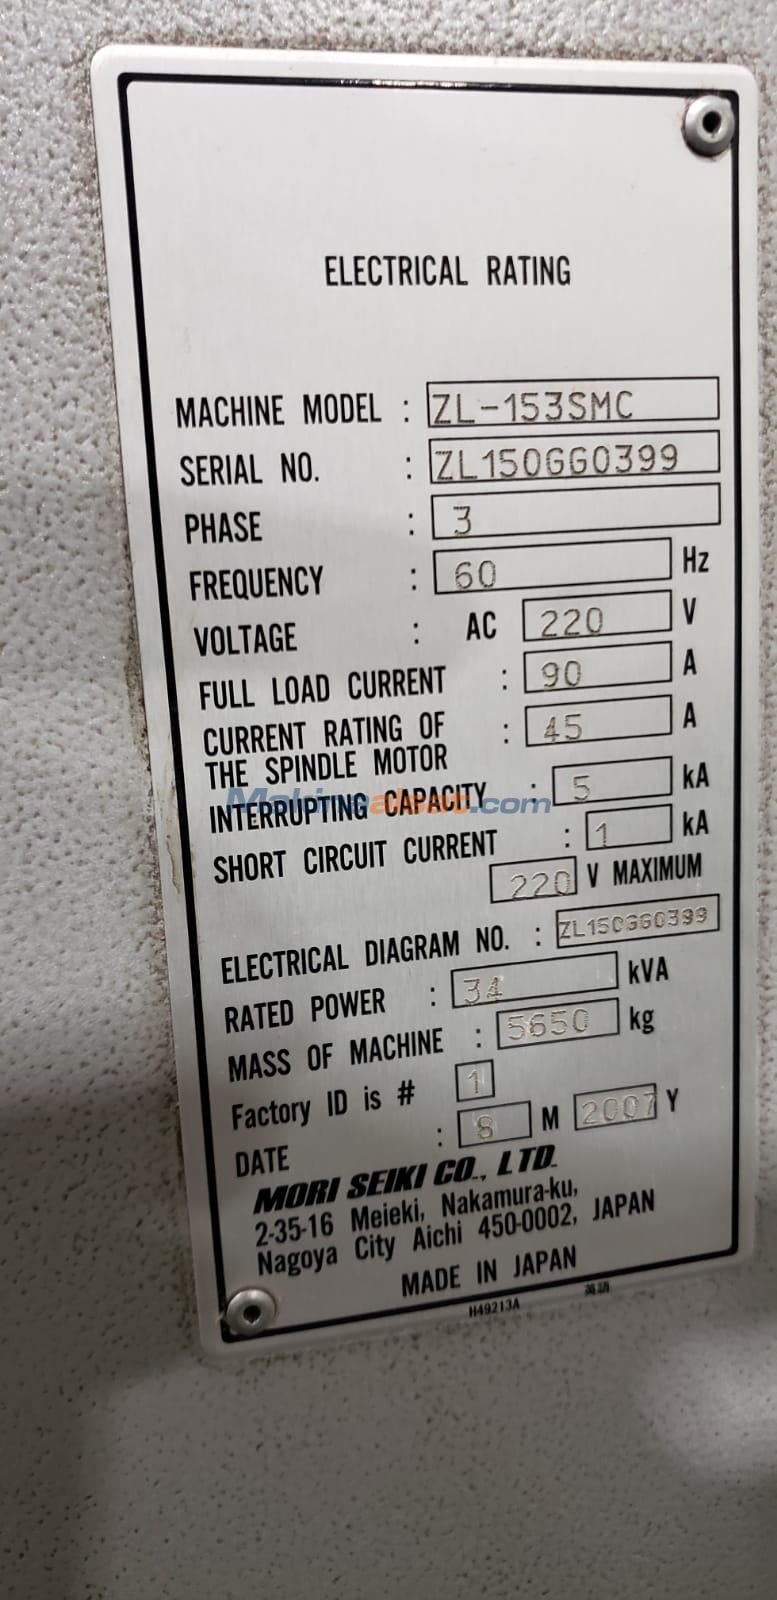 ELECTRICAL RATING
MACHINE MODEL : ZL-153SMC
SERIAL NO. : ZL150GG0399
PHASE : 3
FREQUENCY : 60 Hz
VOLTAGE : AC 220 V
FULL LOAD CURRENT : 90 A
CURRENT RATING OF
THE SPINDLE MOTOR : 45 A
INTERRUPTING CAPACITY : 5 kA
Makinaalsat.com
SHORT CIRCUIT CURRENT : 1 kA
220 V MAXIMUM
ELECTRICAL DIAGRAM NO. : ZL150GG0399
RATED POWER : 34 kVA
MASS OF MACHINE : 5650 kg
Factory ID is # 1
DATE : 8 M 2007 Y
MORI SEIKI CO., LTD.
2-35-16 Meieki, Nakamura-ku,
Nagoya City Aichi 450-0002, JAPAN
MADE IN JAPAN
H49213A 英語